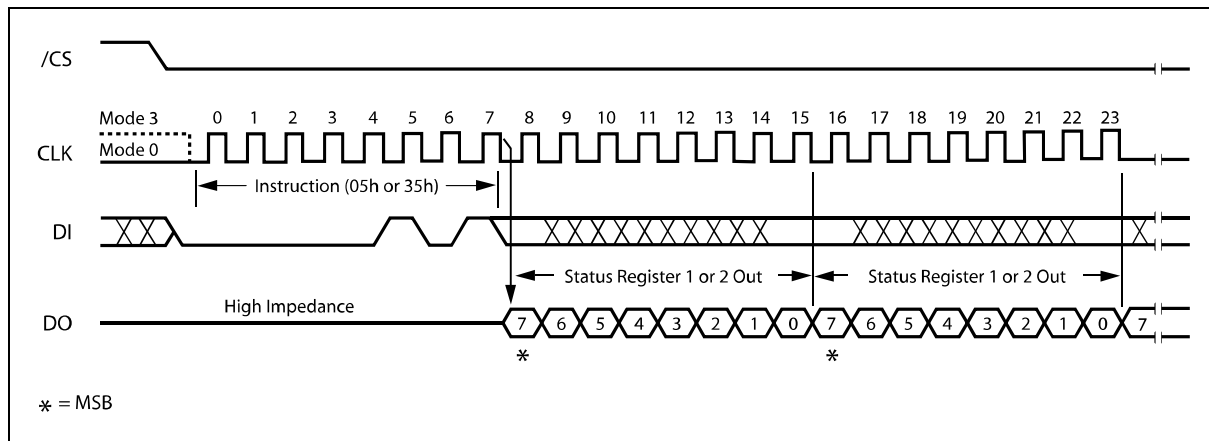 /CS
Mode 3
0 1 2 3 4 5 6 7 8 9 10 11 12 13 14 15 16 17 18 19 20 21 22 23
CLK
Mode 0
Instruction (05h or 35h)
DI
Status Register 1 or 2 Out Status Register 1 or 2 Out
High Impedance
DO
7 6 5 4 3 2 1 0 7 6 5 4 3 2 1 0 7
* *
* = MSB